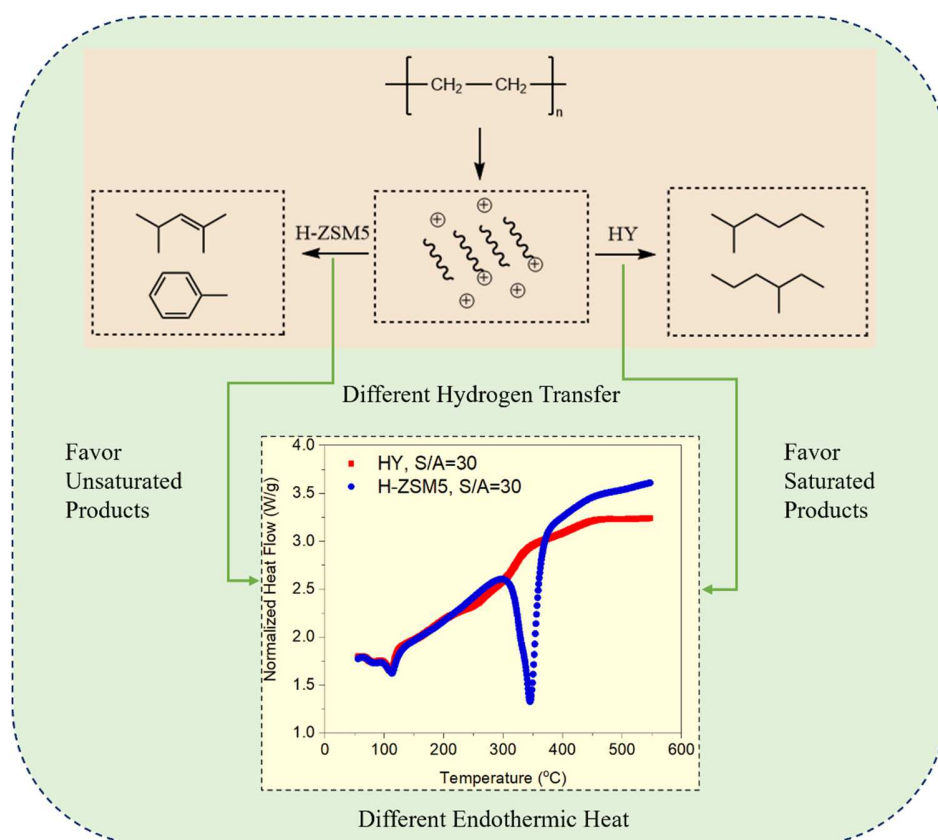 CH₂
CH₂
n
H-ZSM5
HY
Different Hydrogen Transfer
Favor
Unsaturated
Products
Favor
Saturated
Products
HY, S/A=30
H-ZSM5, S/A=30
Normalized Heat Flow (W/g)
4.0
3.5
3.0
2.5
2.0
1.5
1.0
0
100
200
300
400
500
600
Temperature (°C)
Different Endothermic Heat